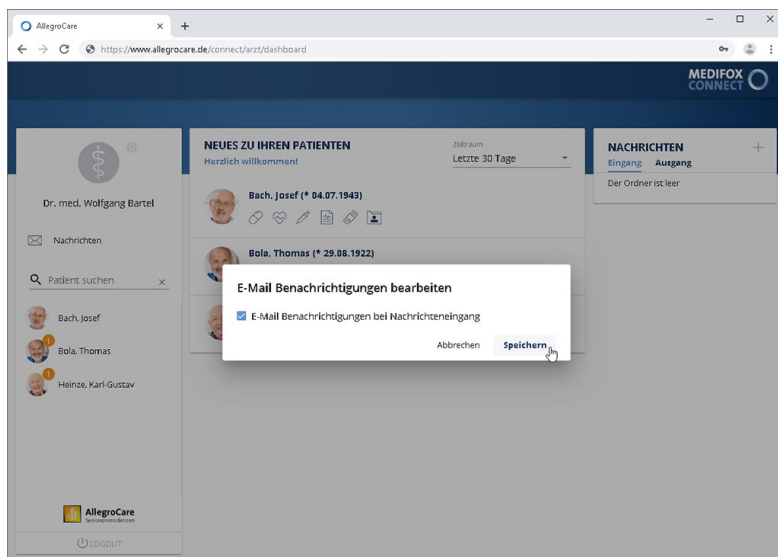 AllegroCare
https://www.allegrocare.de/connect/arzt/dashboard
MEDIFOX
CONNECT
Dr. med. Wolfgang Bartel
Nachrichten
Patient suchen
Bach, Josef
1
Bola, Thomas
1
Heinze, Karl-Gustav
AllegroCare
Seniorenresidenzen
LOGOUT
NEUES ZU IHREN PATIENTEN
Herzlich willkommen!
Zeitraum
Letzte 30 Tage
Bach, Josef (* 04.07.1943)
Bola, Thomas (* 29.08.1922)
E-Mail Benachrichtigungen bearbeiten
E-Mail Benachrichtigungen bei Nachrichteneingang
Abbrechen
Speichern
NACHRICHTEN
Eingang Ausgang
Der Ordner ist leer